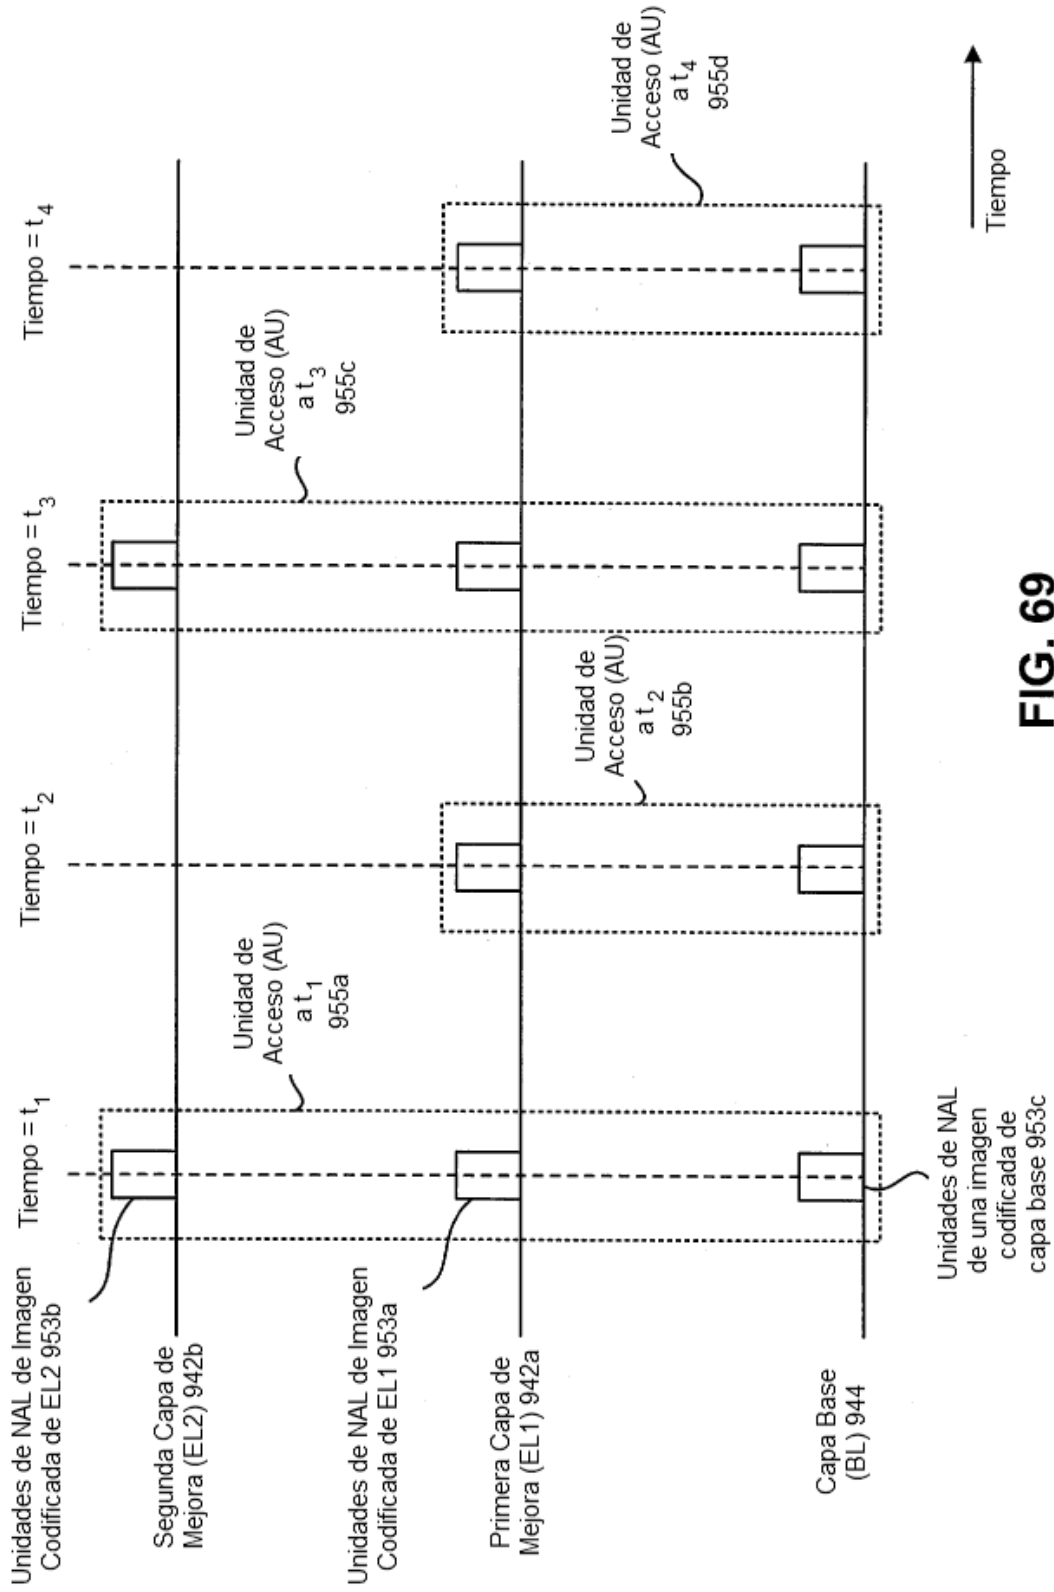 Tiempo = t1
Tiempo = t2
Tiempo = t3
Tiempo = t4
Unidades de NAL de Imagen
Codificada de EL2 953b
Segunda Capa de
Mejora (EL2) 942b
Unidad de
Acceso (AU)
a t1
955a
Unidad de
Acceso (AU)
a t3
955c
Unidades de NAL de Imagen
Codificada de EL1 953a
Primera Capa de
Mejora (EL1) 942a
Unidad de
Acceso (AU)
a t2
955b
Unidad de
Acceso (AU)
a t4
955d
Capa Base
(BL) 944
Unidades de NAL
de una imagen
codificada de
capa base 953c
Tiempo
FIG. 69